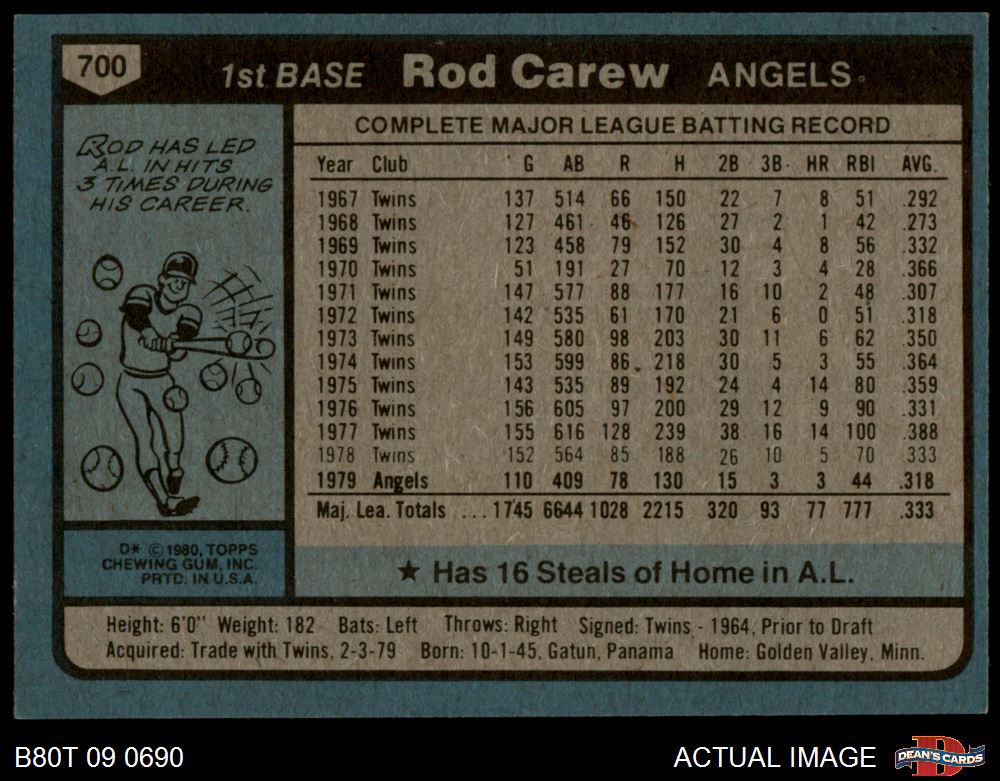 700 1st BASE Rod Carew ANGELS
ROD HAS LED
A.L. IN HITS
3 TIMES DURING
HIS CAREER.
D* © 1980, TOPPS
CHEWING GUM, INC.
PRTD. IN U.S.A.
COMPLETE MAJOR LEAGUE BATTING RECORD
Year Club G AB R H 2B 3B HR RBI AVG.
1967 Twins 137 514 66 150 22 7 8 51 .292
1968 Twins 127 461 46 126 27 2 1 42 .273
1969 Twins 123 458 79 152 30 4 8 56 .332
1970 Twins 51 191 27 70 12 3 4 28 .366
1971 Twins 147 577 88 177 16 10 2 48 .307
1972 Twins 142 535 61 170 21 6 0 51 .318
1973 Twins 149 580 98 203 30 11 6 62 .350
1974 Twins 153 599 86 218 30 5 3 55 .364
1975 Twins 143 535 89 192 24 4 14 80 .359
1976 Twins 156 605 97 200 29 12 9 90 .331
1977 Twins 155 616 128 239 38 16 14 100 .388
1978 Twins 152 564 85 188 26 10 5 70 .333
1979 Angels 110 409 78 130 15 3 3 44 .318
Maj. Lea. Totals ... 1745 6644 1028 2215 320 93 77 777 .333
★ Has 16 Steals of Home in A.L.
Height: 6'0" Weight: 182 Bats: Left Throws: Right Signed: Twins - 1964, Prior to Draft
Acquired: Trade with Twins, 2-3-79 Born: 10-1-45, Gatun, Panama Home: Golden Valley, Minn.
B80T 09 0690 ACTUAL IMAGE D DEAN'S CARDS